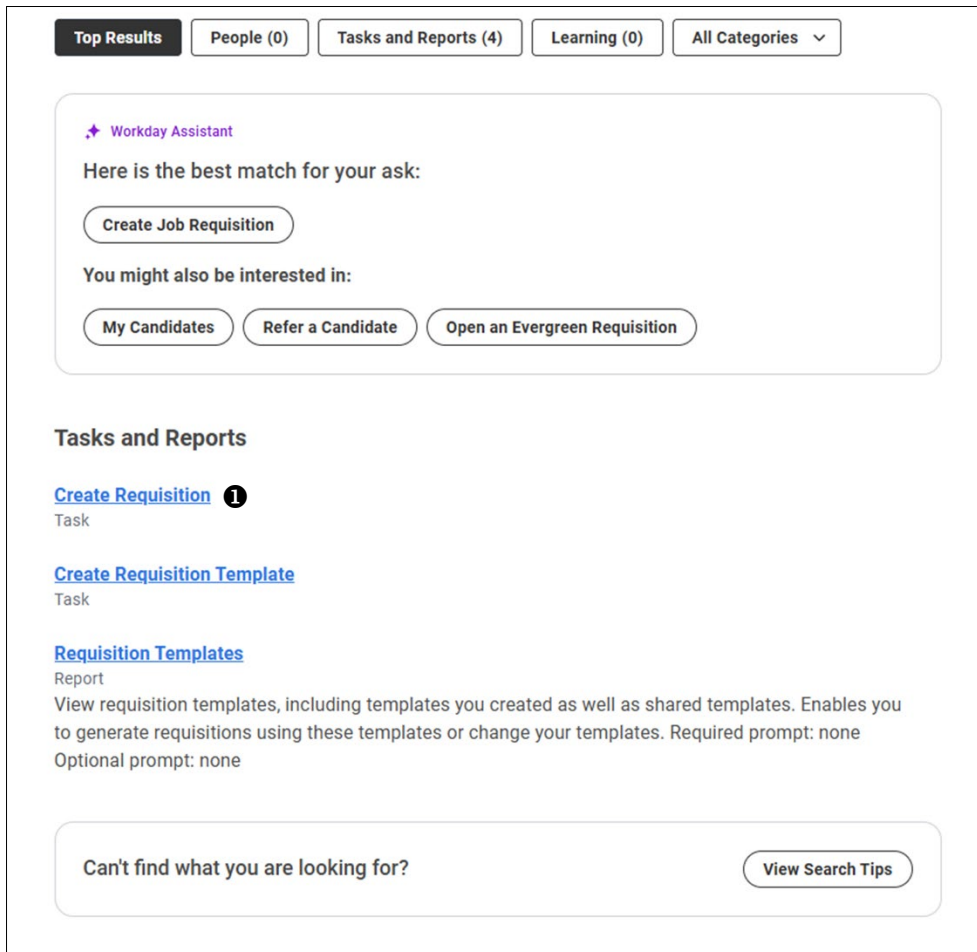 Top Results People (0) Tasks and Reports (4) Learning (0) All Categories
Workday Assistant
Here is the best match for your ask:
Create Job Requisition
You might also be interested in:
My Candidates Refer a Candidate Open an Evergreen Requisition
Tasks and Reports
Create Requisition ❶
Task
Create Requisition Template
Task
Requisition Templates
Report
View requisition templates, including templates you created as well as shared templates. Enables you
to generate requisitions using these templates or change your templates. Required prompt: none
Optional prompt: none
Can't find what you are looking for? View Search Tips